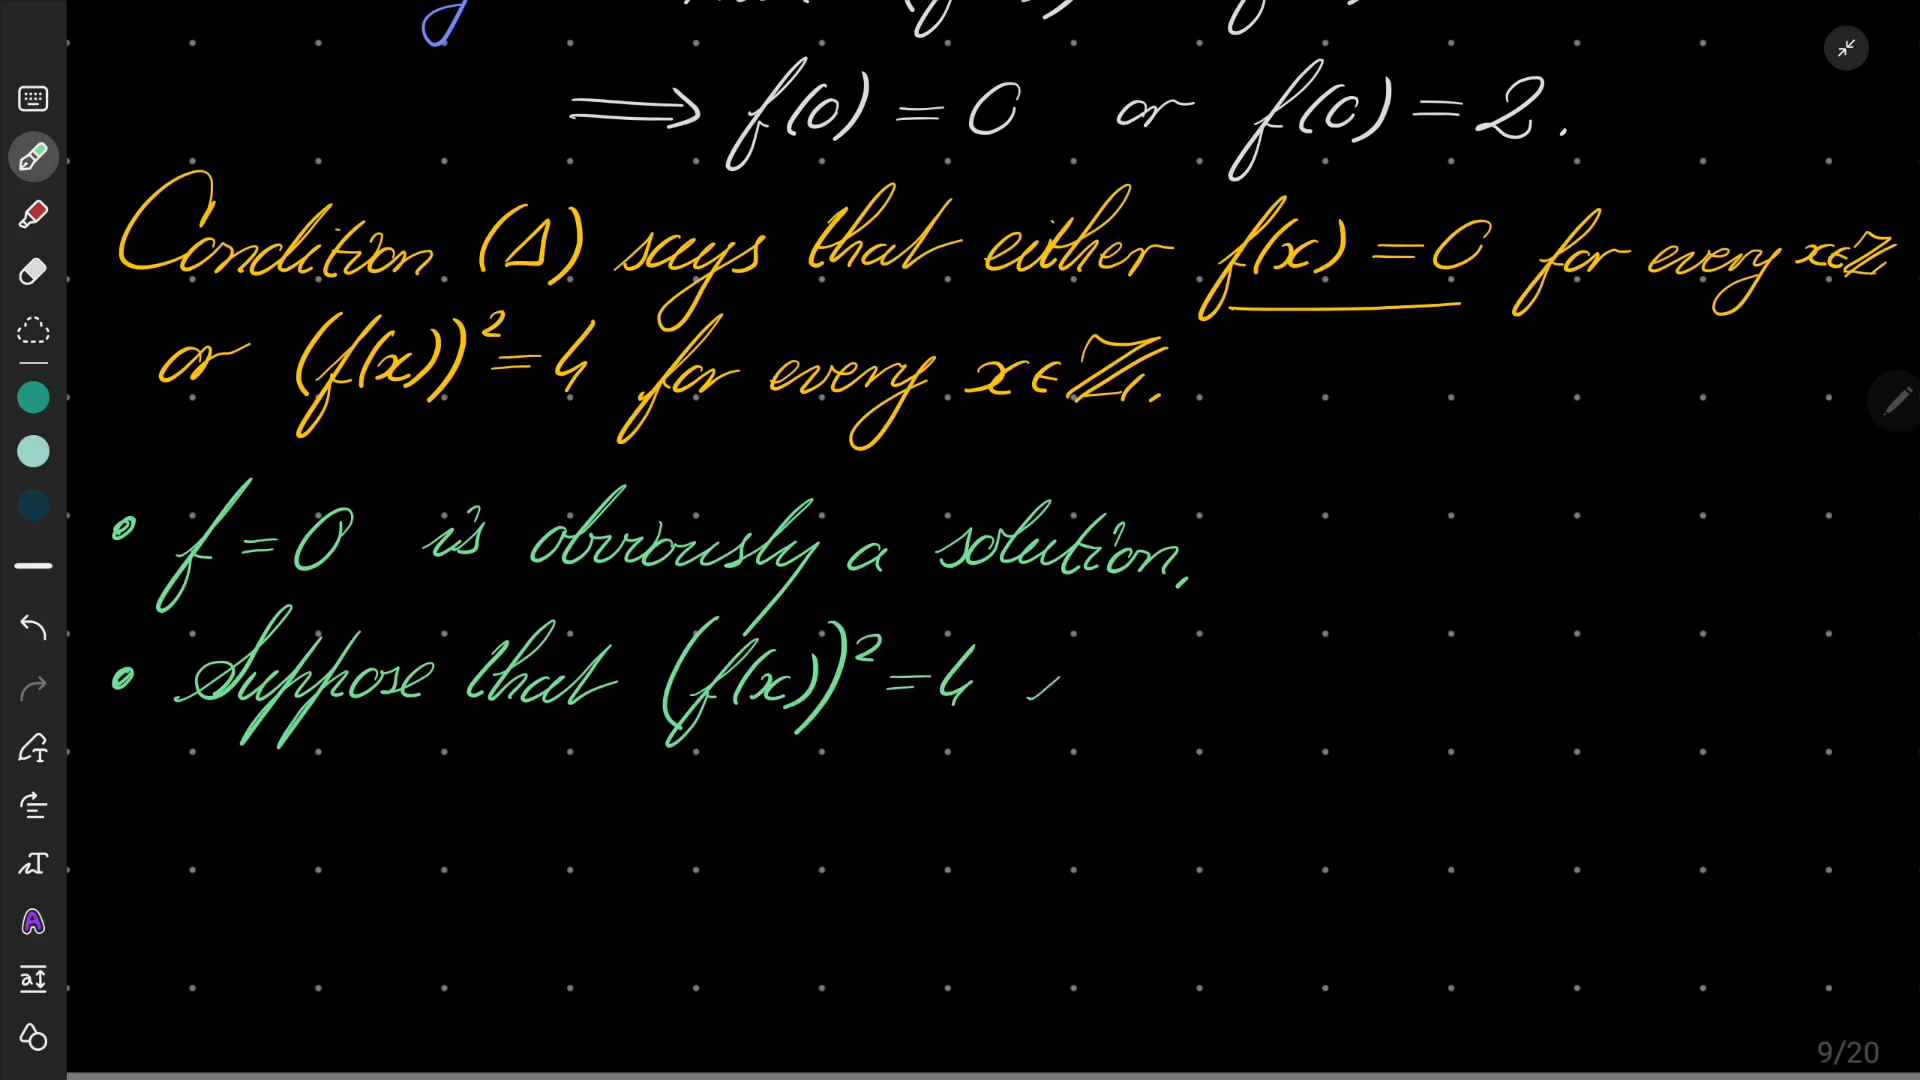 ⟹ f(0) = 0 or f(0) = 2.
Condition (Δ) says that either f(x) = 0 for every x∈ℤ
or (f(x))² = 4 for every x∈ℤ.
• f = 0 is obviously a solution.
• Suppose that (f(x))² = 4
9/20